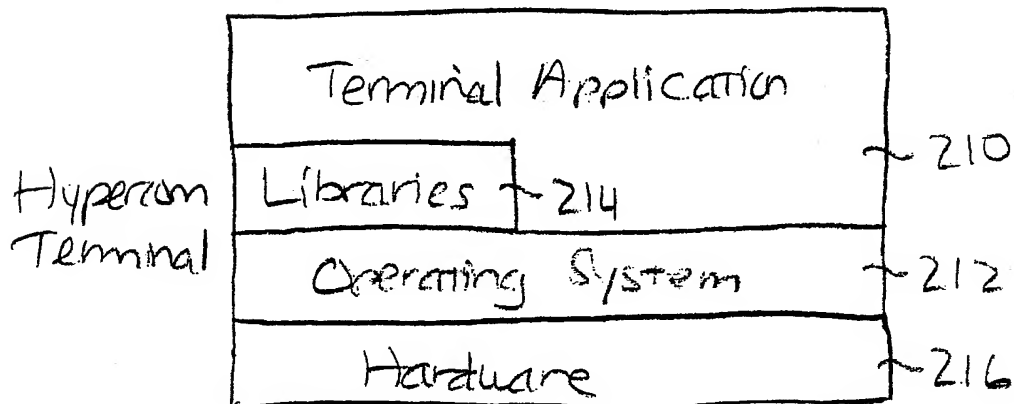 Terminal Application
210
Hypercom
Terminal
Libraries
214
Operating System
212
Hardware
216